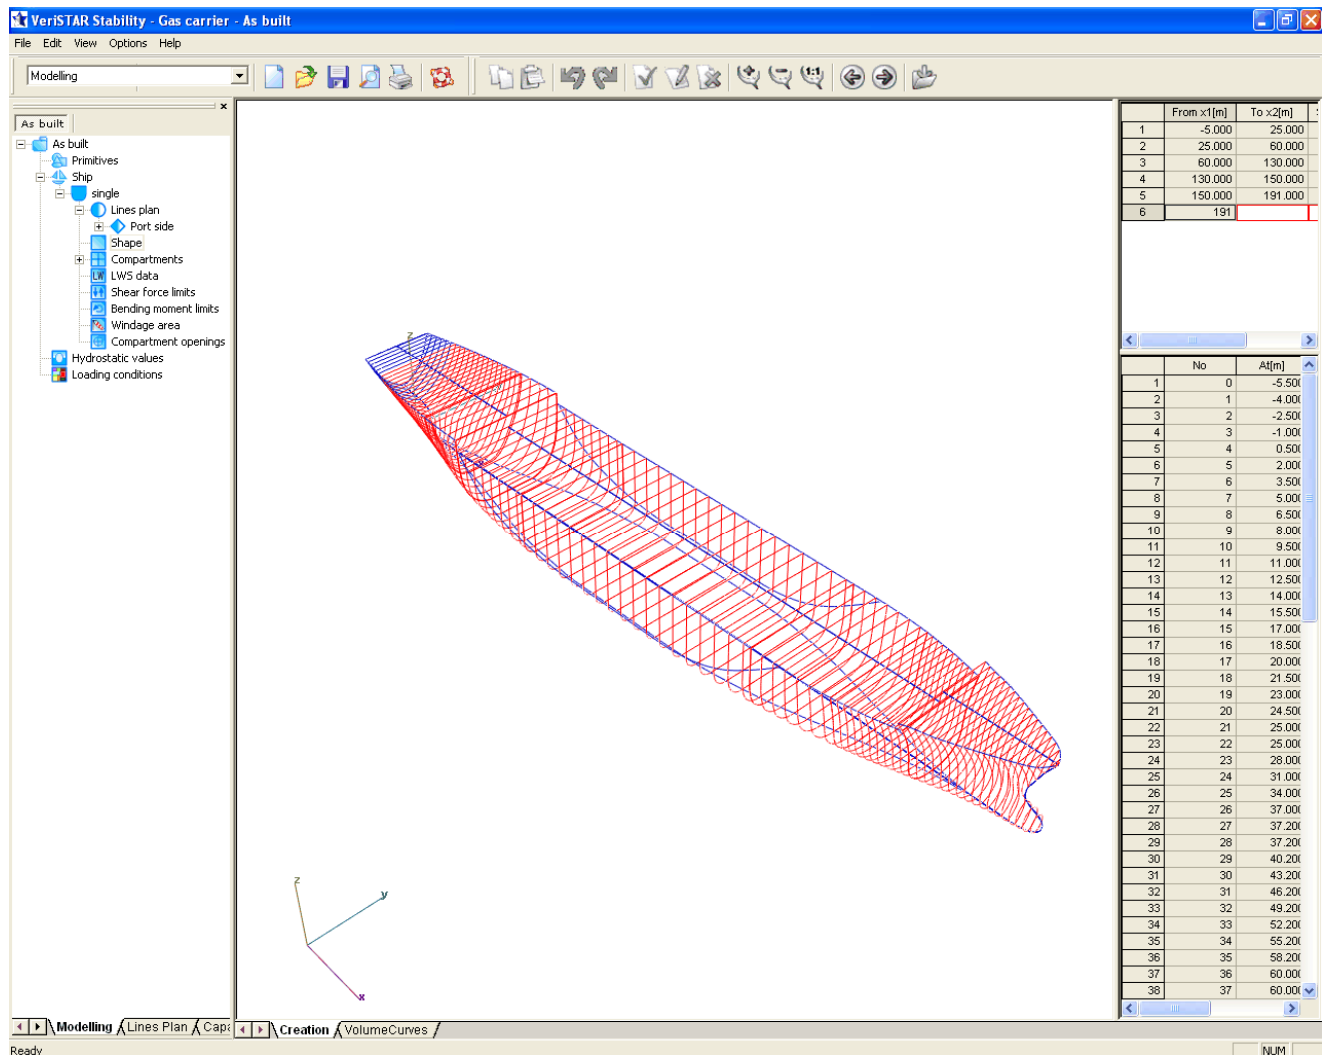 VeriSTAR Stability - Gas carrier - As built
File Edit View Options Help
Modelling
As built
As built
Primitives
Ship
single
Lines plan
Port side
Shape
Compartments
LWS data
Shear force limits
Bending moment limits
Windage area
Compartment openings
Hydrostatic values
Loading conditions
Modelling Lines Plan Capa
z
z
y
x
Creation VolumeCurves
From x1[m] To x2[m]
1 -5.000 25.000
2 25.000 60.000
3 60.000 130.000
4 130.000 150.000
5 150.000 191.000
6 191
No At[m]
1 0 -5.500
2 1 -4.000
3 2 -2.500
4 3 -1.000
5 4 0.500
6 5 2.000
7 6 3.500
8 7 5.000
9 8 6.500
10 9 8.000
11 10 9.500
12 11 11.000
13 12 12.500
14 13 14.000
15 14 15.500
16 15 17.000
17 16 18.500
18 17 20.000
19 18 21.500
20 19 23.000
21 20 24.500
22 21 25.000
23 22 25.000
24 23 28.000
25 24 31.000
26 25 34.000
27 26 37.000
28 27 37.200
29 28 37.200
30 29 40.200
31 30 43.200
32 31 46.200
33 32 49.200
34 33 52.200
35 34 55.200
36 35 58.200
37 36 60.000
38 37 60.000
Ready
NUM